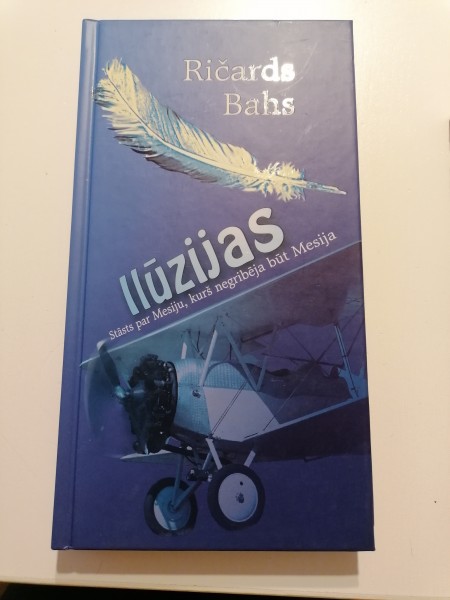 Ričards
Bahs
Ilūzijas
Stāsts par Mesiju, kurš negribēja būt Mesija